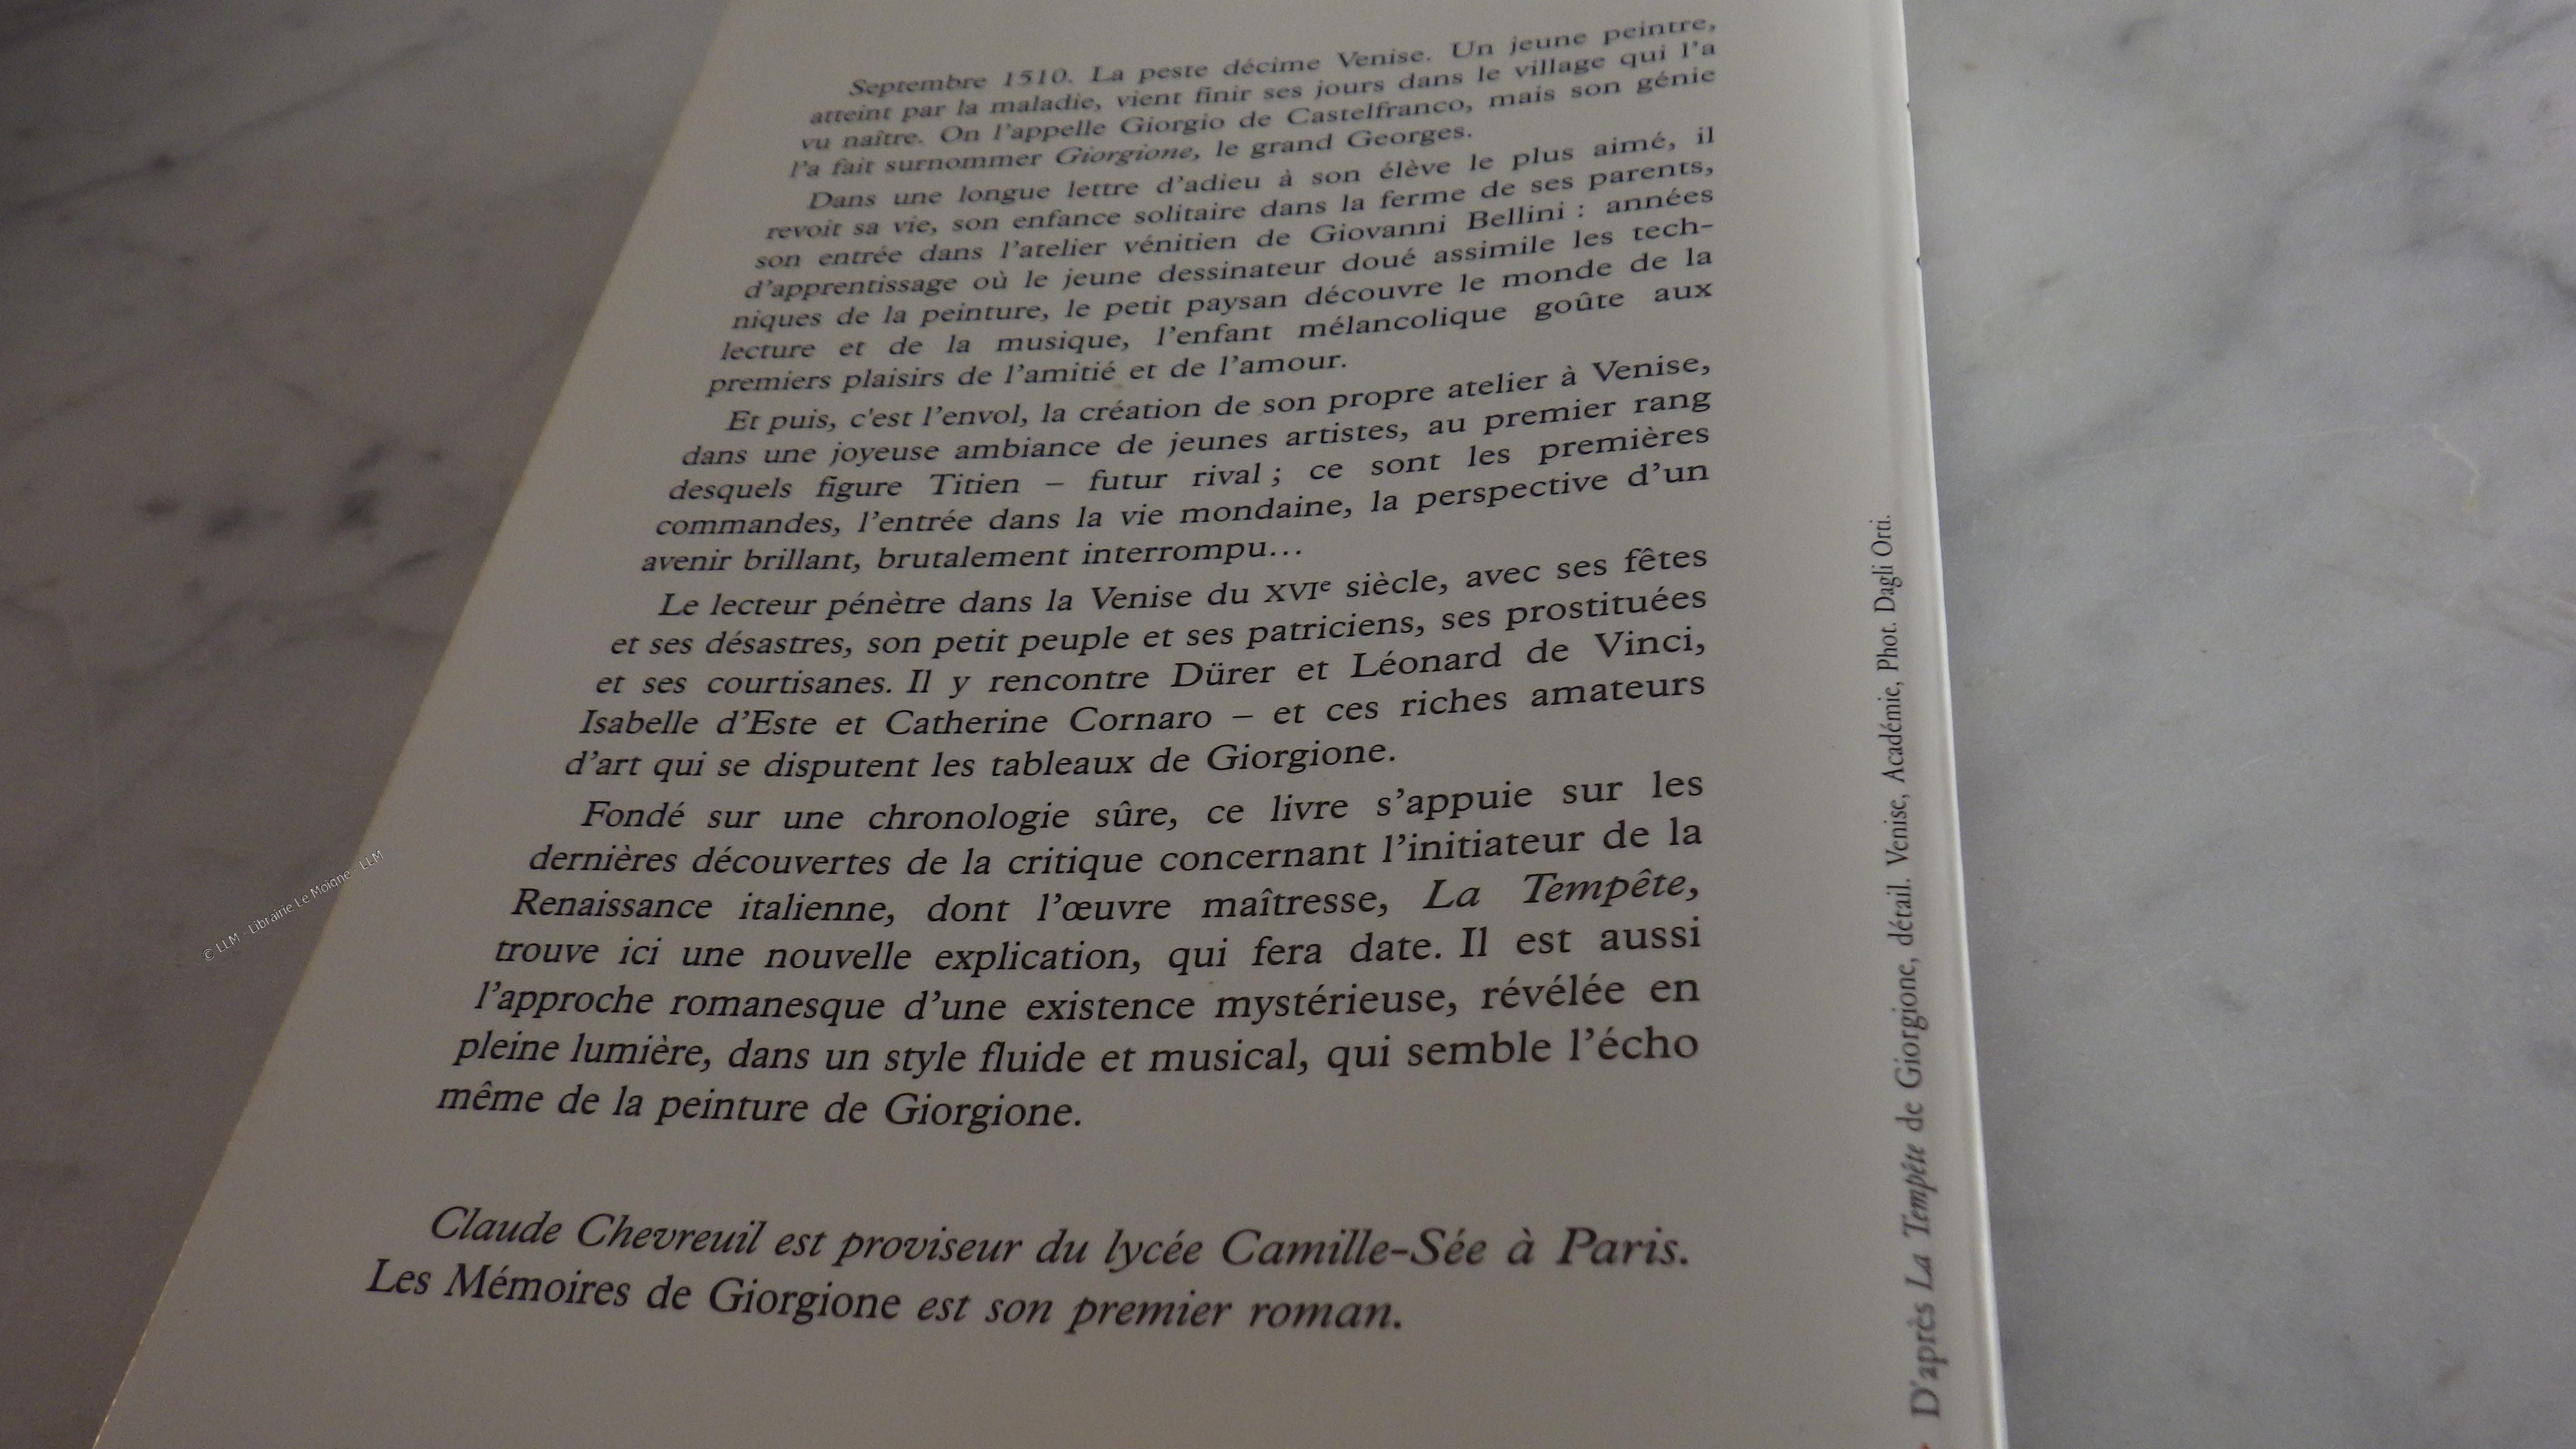 Septembre 1510. La peste décime Venise. Un jeune peintre,
atteint par la maladie, vient finir ses jours dans le village qui l'a
vu naître. On l'appelle Giorgio de Castelfranco, mais son génie
l'a fait surnommer Giorgione, le grand Georges.
Dans une longue lettre d'adieu à son élève le plus aimé, il
revoit sa vie, son enfance solitaire dans la ferme de ses parents,
son entrée dans l'atelier vénitien de Giovanni Bellini : années
d'apprentissage où le jeune dessinateur doué assimile les tech-
niques de la peinture, le petit paysan découvre le monde de la
lecture et de la musique, l'enfant mélancolique goûte aux
premiers plaisirs de l'amitié et de l'amour.
Et puis, c'est l'envol, la création de son propre atelier à Venise,
dans une joyeuse ambiance de jeunes artistes, au premier rang
desquels figure Titien – futur rival ; ce sont les premières
commandes, l'entrée dans la vie mondaine, la perspective d'un
avenir brillant, brutalement interrompu…
Le lecteur pénètre dans la Venise du XVIe siècle, avec ses fêtes
et ses désastres, son petit peuple et ses patriciens, ses prostituées
et ses courtisanes. Il y rencontre Dürer et Léonard de Vinci,
Isabelle d'Este et Catherine Cornaro – et ces riches amateurs
d'art qui se disputent les tableaux de Giorgione.
Fondé sur une chronologie sûre, ce livre s'appuie sur les
dernières découvertes de la critique concernant l'initiateur de la
Renaissance italienne, dont l'œuvre maîtresse, La Tempête,
trouve ici une nouvelle explication, qui fera date. Il est aussi
l'approche romanesque d'une existence mystérieuse, révélée en
pleine lumière, dans un style fluide et musical, qui semble l'écho
même de la peinture de Giorgione.
Claude Chevreuil est proviseur du lycée Camille-Sée à Paris.
Les Mémoires de Giorgione est son premier roman.
D'après La Tempête de Giorgione, détail. Venise, Académie, Phot. Dagli Orti.
© LLM - Librairie Le Moigne - LLM